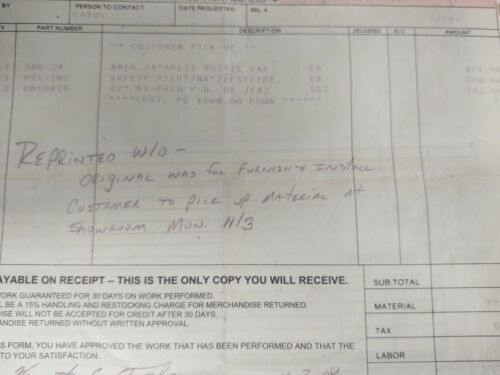 BY PERSON TO CONTACT DATE REQUESTED REL #
CAROL
PART NUMBER DESCRIPTION DELIVERED B/O AMOUNT
** CUSTOMER PICK UP **
1 SRO-24 AMER.24"SPLIT RUSTIC OAK EA
1 PSS-101 SAFETY PILOT/NAT/BESTFIRE EA
1 42" BI-FOLD P.B. DR./E42 SET
****CUST. PD $600.00 DOWN ******
REPRINTED W/O -
ORIGINAL WAS FOR FURNISH & INSTALL
CUSTOMER TO PICK UP MATERIAL AT
SHOWROOM MON. 11/3
AYABLE ON RECEIPT – THIS IS THE ONLY COPY YOU WILL RECEIVE.
ORK GUARANTEED FOR 30 DAYS ON WORK PERFORMED.
L BE A 15% HANDLING AND RESTOCKING CHARGE FOR MERCHANDISE RETURNED.
DISE WILL NOT BE ACCEPTED FOR CREDIT AFTER 30 DAYS.
ANDISE RETURNED WITHOUT WRITTEN APPROVAL.
S FORM, YOU HAVE APPROVED THE WORK THAT HAS BEEN PERFORMED AND THAT THE
TO YOUR SATISFACTION.
SUB TOTAL
MATERIAL
TAX
LABOR